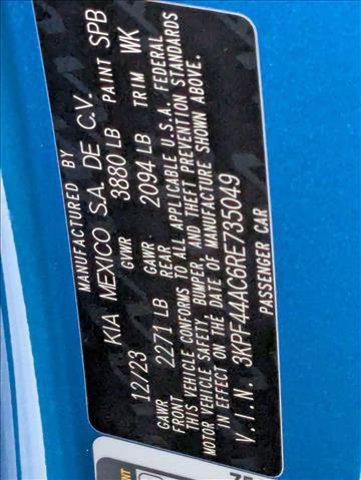 MANUFACTURED BY
KIA MEXICO S.A. DE C.V.
12/23 GVWR 3880 LB PAINT SPB
GAWR FRONT 2271 LB GAWR REAR 2094 LB TRIM WK
THIS VEHICLE CONFORMS TO ALL APPLICABLE U.S.A. FEDERAL
MOTOR VEHICLE SAFETY, BUMPER, AND THEFT PREVENTION STANDARDS
IN EFFECT ON THE DATE OF MANUFACTURE SHOWN ABOVE.
V.I.N. 3KPF44AC6RE735049
PASSENGER CAR